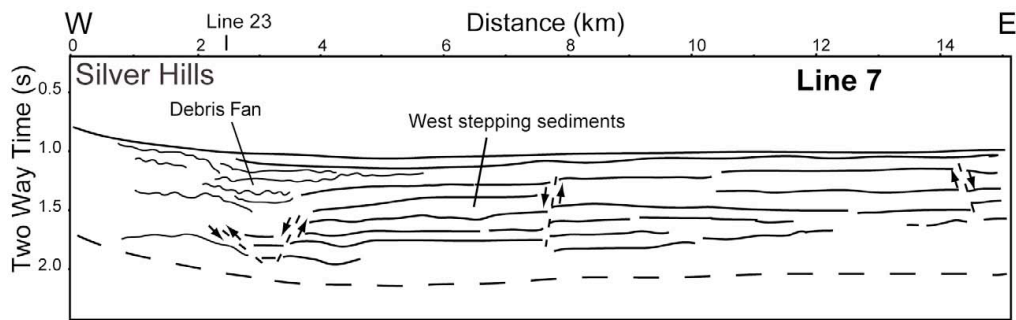 W Line 23 Distance (km) E
0 2 4 6 8 10 12 14
Silver Hills Line 7
0.5
Debris Fan
West stepping sediments
1.0
1.5
2.0
Two Way Time (s)